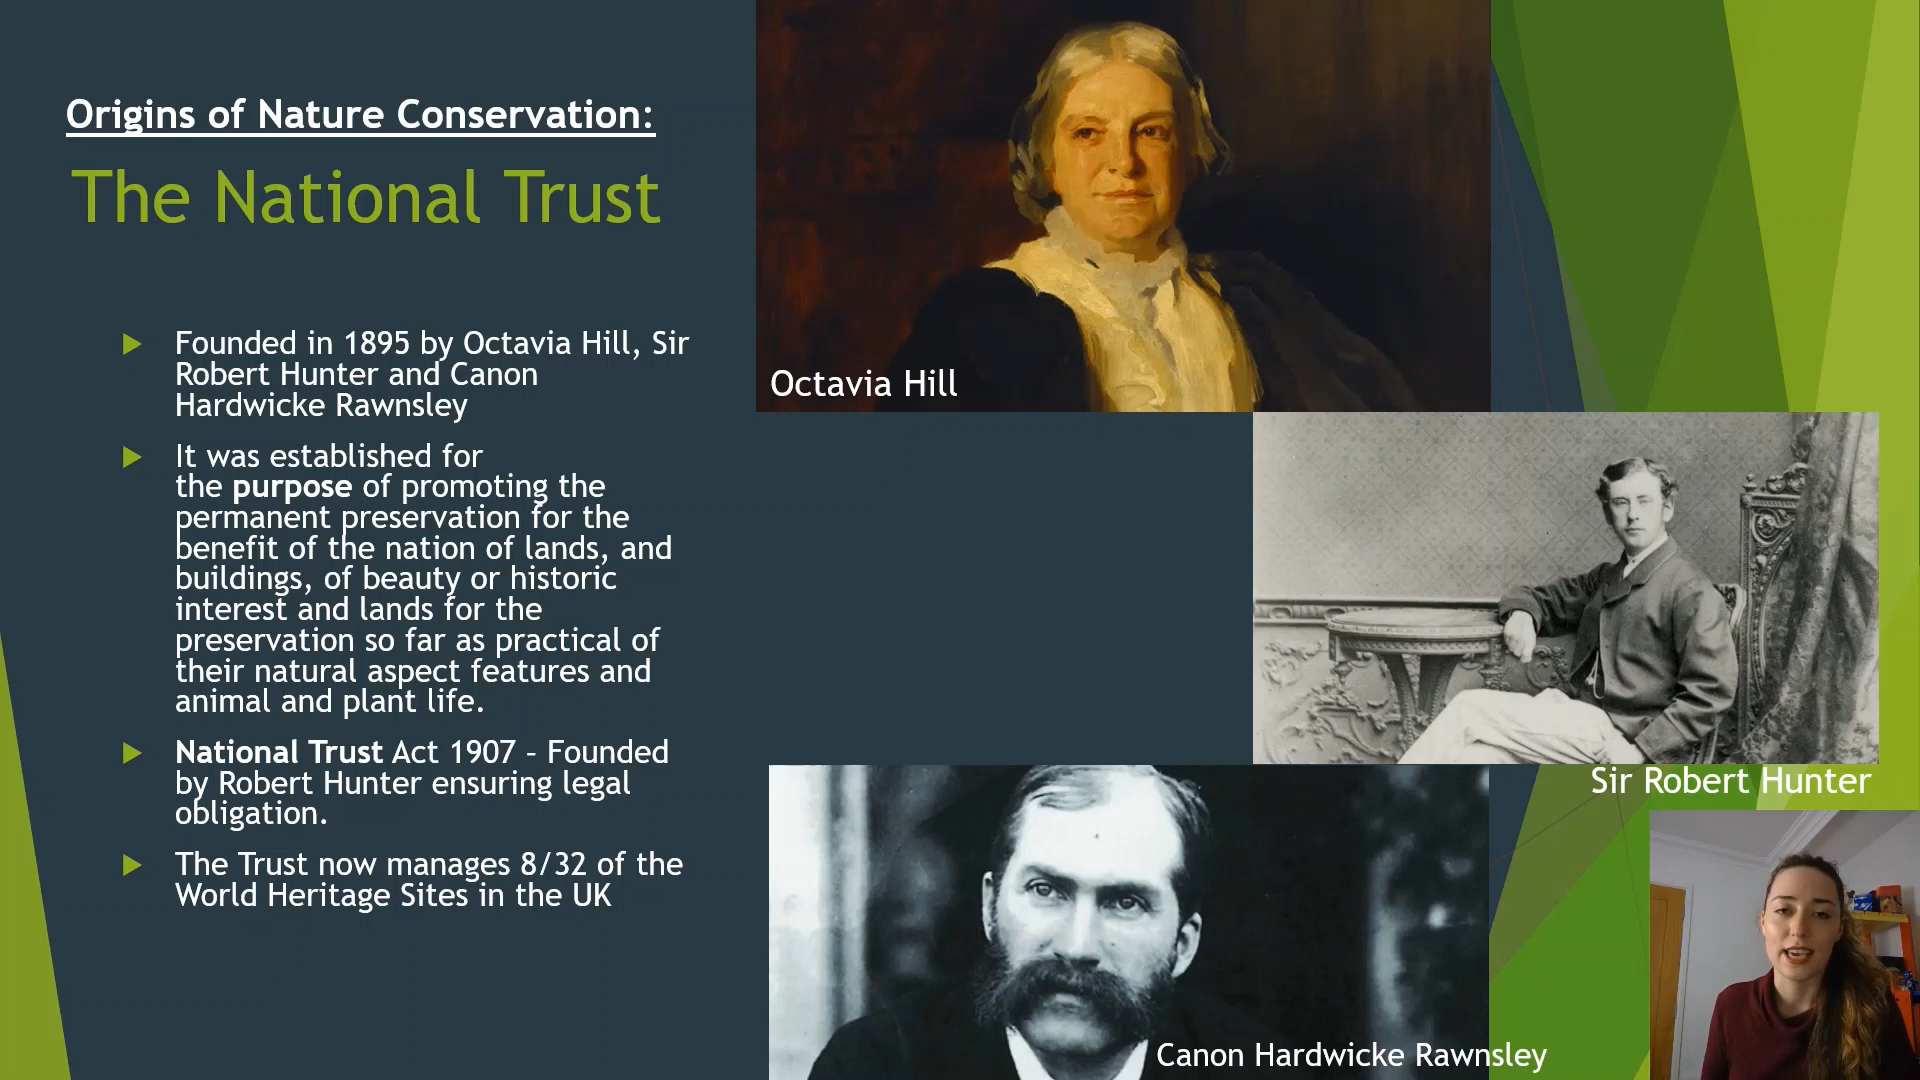 Origins of Nature Conservation:
The National Trust
Founded in 1895 by Octavia Hill, Sir
Robert Hunter and Canon
Hardwicke Rawnsley
It was established for
the purpose of promoting the
permanent preservation for the
benefit of the nation of lands, and
buildings, of beauty or historic
interest and lands for the
preservation so far as practical of
their natural aspect features and
animal and plant life.
National Trust Act 1907 – Founded
by Robert Hunter ensuring legal
obligation.
The Trust now manages 8/32 of the
World Heritage Sites in the UK
Octavia Hill
Sir Robert Hunter
Canon Hardwicke Rawnsley